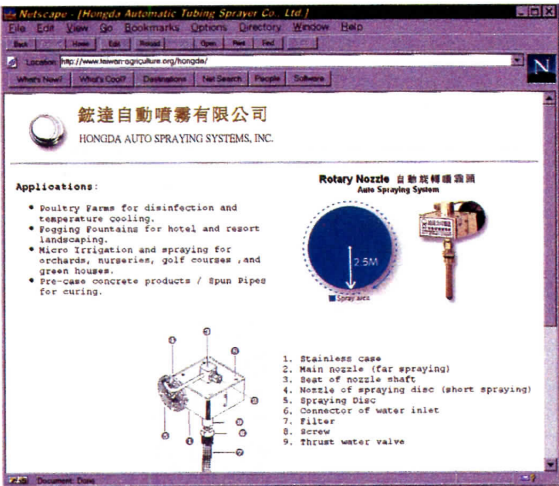 Netscape - [Hongda Automatic Tubing Sprayer Co., Ltd.]
File Edit View Go Bookmarks Options Directory Window Help
Back Home Edit Reload Open Print Find
Location: http://www.taiwan-agriculture.org/hongda/
What's New? What's Cool? Destinations Net Search People Software
N
鋐達自動噴霧有限公司
HONGDA AUTO SPRAYING SYSTEMS, INC.
Applications:
Poultry Farms for disinfection and
temperature cooling.
Fogging Fountains for hotel and resort
landscaping.
Micro Irrigation and spraying for
orchards, nurseries, golf courses ,and
green houses.
Pre-case concrete products / Spun Pipes
for curing.
Rotary Nozzle 自動旋轉噴霧頭
Auto Spraying System
2.5M
Spray area
1. Stainless case
2. Main nozzle (far spraying)
3. Seat of nozzle shaft
4. Nozzle of spraying disc (short spraying)
5. Spraying Disc
6. Connector of water inlet
7. Filter
8. Screw
9. Thrust water valve
Document: Done